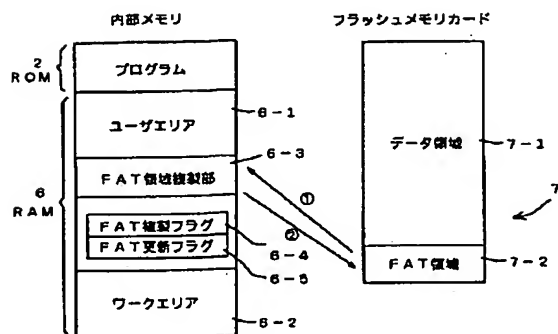 内部メモリ
フラッシュメモリカード
2
ROM
プログラム
6
RAM
ユーザエリア
6-1
6-3
FAT領域複製部
FAT複製フラグ
6-4
FAT更新フラグ
6-5
ワークエリア
6-2
①
②
データ領域
7-1
7
FAT領域
7-2